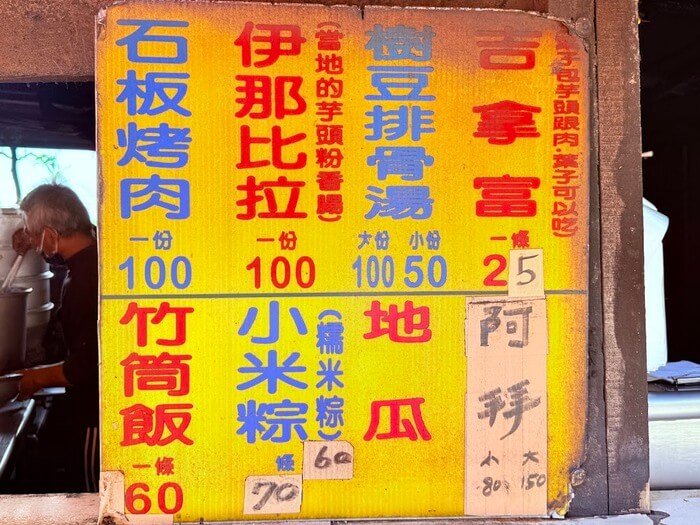 石板烤肉
一份
100
伊那比拉
(當地的芋頭粉香腸)
一份
100
樹豆排骨湯
大份 小份
100 50
吉拿富
子包芋頭跟肉·葉子可以吃)
一條
25
竹筒飯
一條
60
小米粽
(糯米粽)
條
70
60
地瓜
阿拜
小 大
80 150